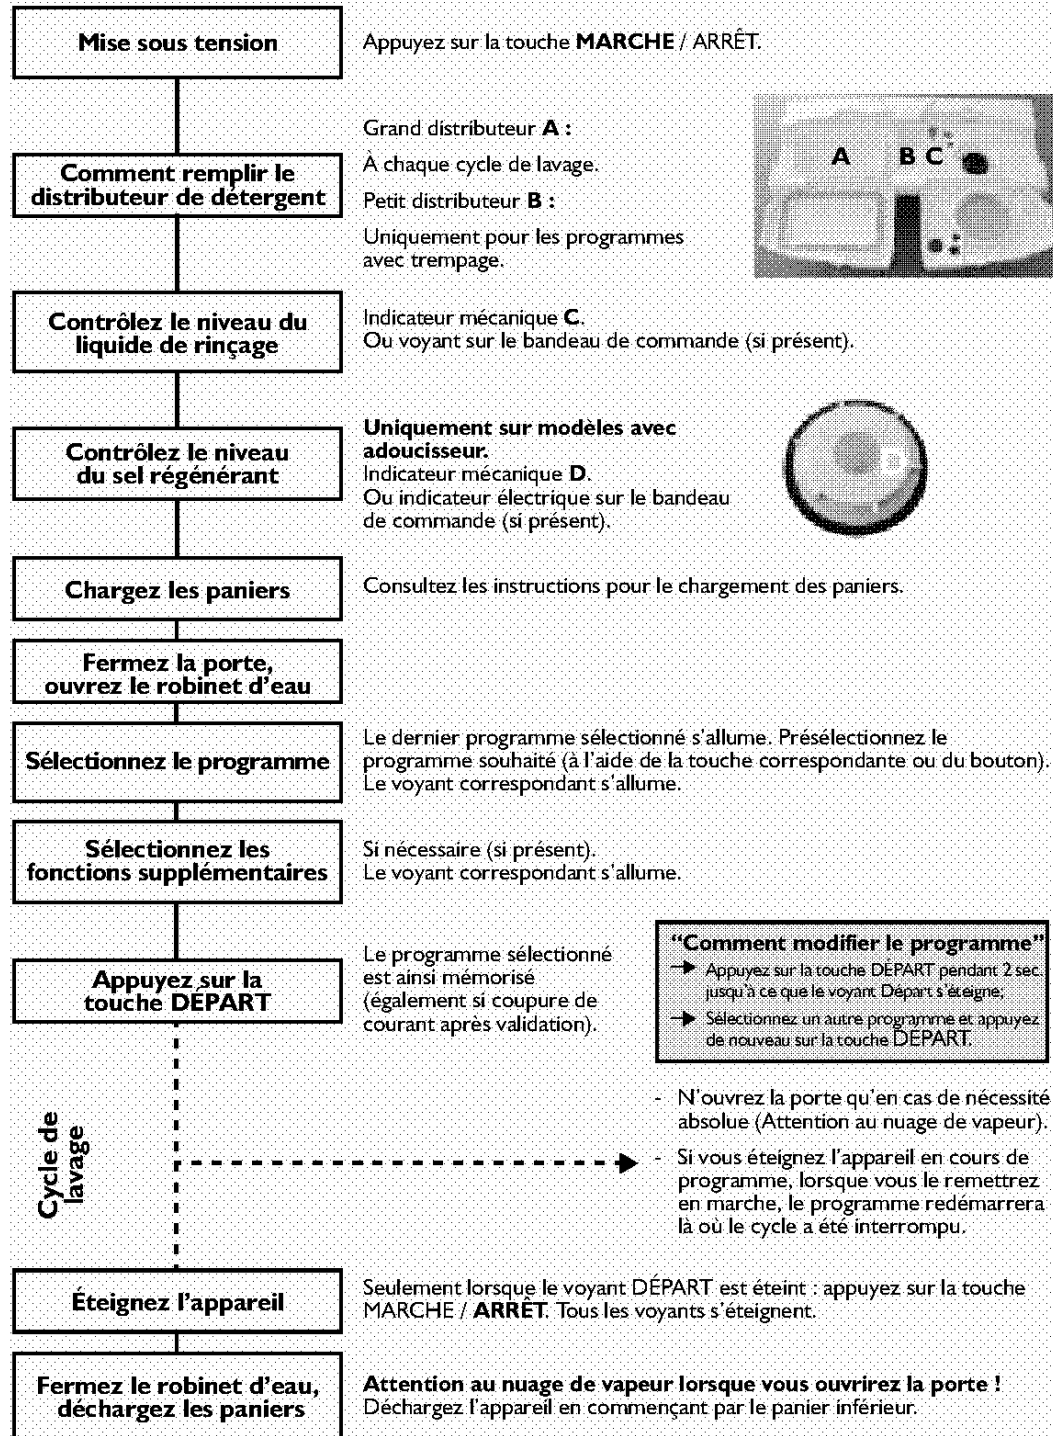 Mise sous tension
Appuyez sur la touche MARCHE / ARRÊT.
Comment remplir le
distributeur de détergent
Grand distributeur A :
À chaque cycle de lavage.
Petit distributeur B :
Uniquement pour les programmes
avec trempage.
A B C
Contrôlez le niveau du
liquide de rinçage
Indicateur mécanique C.
Ou voyant sur le bandeau de commande (si présent).
Contrôlez le niveau
du sel régénérant
Uniquement sur modèles avec
adoucisseur.
Indicateur mécanique D.
Ou indicateur électrique sur le bandeau
de commande (si présent).
Chargez les paniers
Consultez les instructions pour le chargement des paniers.
Fermez la porte,
ouvrez le robinet d’eau
Sélectionnez le programme
Le dernier programme sélectionné s’allume. Présélectionnez le
programme souhaité (à l’aide de la touche correspondante ou du bouton).
Le voyant correspondant s’allume.
Sélectionnez les
fonctions supplémentaires
Si nécessaire (si présent).
Le voyant correspondant s’allume.
Appuyez sur la
touche DÉPART
Le programme sélectionné
est ainsi mémorisé
(également si coupure de
courant après validation).
“Comment modifier le programme”
Appuyez sur la touche DÉPART pendant 2 sec.
jusqu’à ce que le voyant Départ s’éteigne;
Sélectionnez un autre programme et appuyez
de nouveau sur la touche DÉPART.
Cycle de
lavage
- N’ouvrez la porte qu’en cas de nécessité
absolue (Attention au nuage de vapeur).
- Si vous éteignez l’appareil en cours de
programme, lorsque vous le remettrez
en marche, le programme redémarrera
là où le cycle a été interrompu.
Éteignez l’appareil
Seulement lorsque le voyant DÉPART est éteint : appuyez sur la touche
MARCHE / ARRÊT. Tous les voyants s’éteignent.
Fermez le robinet d’eau,
déchargez les paniers
Attention au nuage de vapeur lorsque vous ouvrirez la porte !
Déchargez l’appareil en commençant par le panier inférieur.